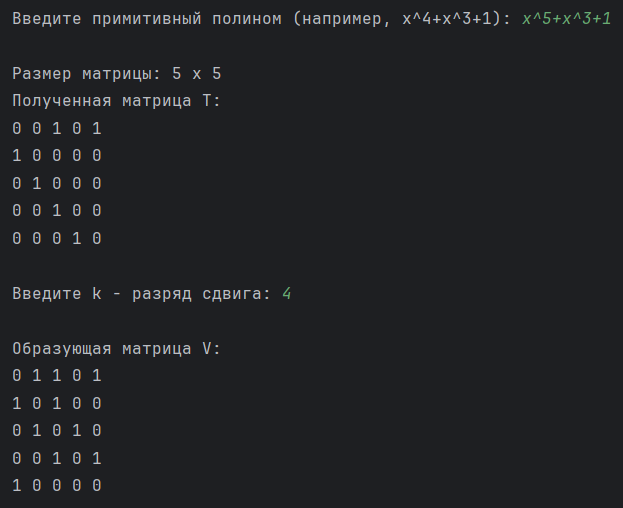 Введите примитивный полином (например, x^4+x^3+1): x^5+x^3+1
Размер матрицы: 5 x 5
Полученная матрица T:
0 0 1 0 1
1 0 0 0 0
0 1 0 0 0
0 0 1 0 0
0 0 0 1 0
Введите k - разряд сдвига: 4
Образующая матрица V:
0 1 1 0 1
1 0 1 0 0
0 1 0 1 0
0 0 1 0 1
1 0 0 0 0